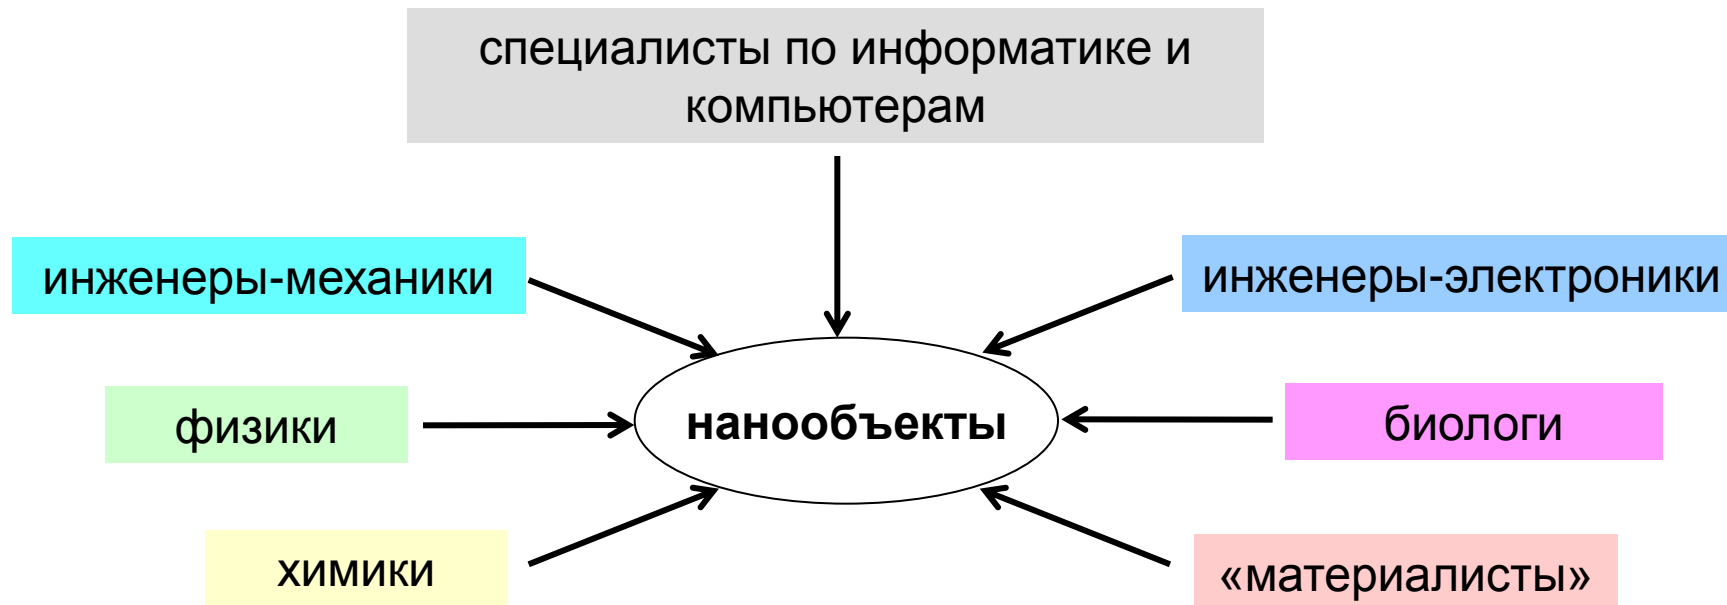 специалисты по информатике и
компьютерам
инженеры-механики
инженеры-электроники
физики
нанообъекты
биологи
химики
«материалисты»